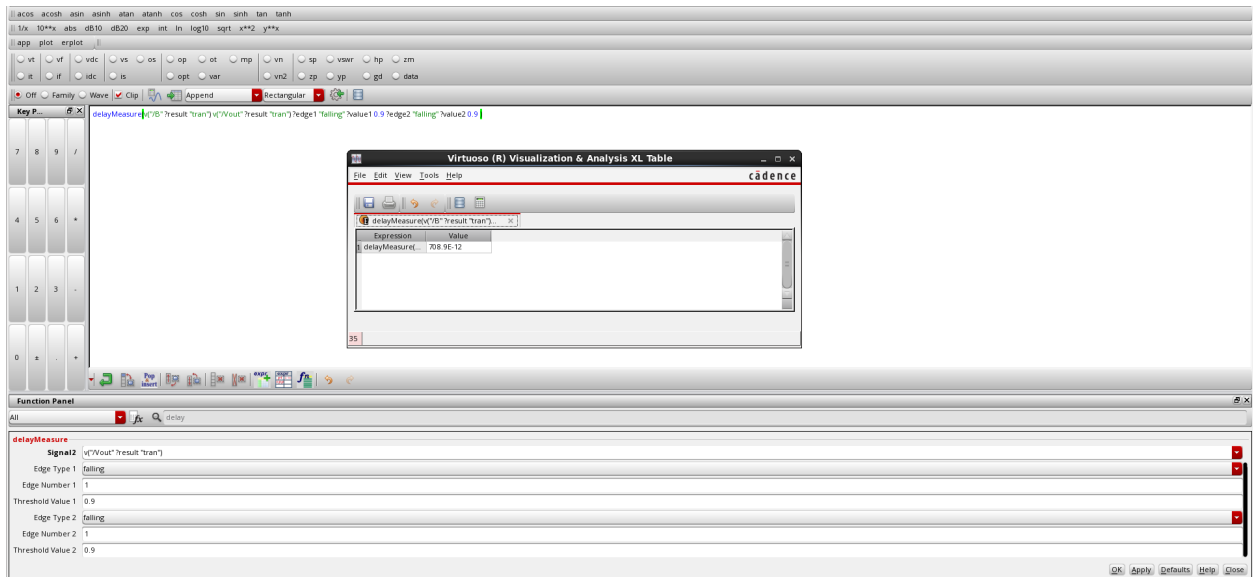 acos acosh asin asinh atan atanh cos cosh sin sinh tan tanh
1/x 10**x abs dB10 dB20 exp int ln log10 sqrt x**2 y**x
app plot erplot
vt vf vdc vs os op ot mp vn sp vswr hp zm
it if idc is opt var vn2 zp yp gd data
Off Family Wave Clip Append Rectangular
Key P...
delayMeasure(v("/B" ?result "tran") v("/Vout" ?result "tran") ?edge1 "falling" ?value1 0.9 ?edge2 "falling" ?value2 0.9 )
7 8 9 /
4 5 6 *
1 2 3 -
0 ± . +
Virtuoso (R) Visualization & Analysis XL Table
File Edit View Tools Help
cādence
delayMeasure(v("/B" ?result "tran")...
Expression Value
1 delayMeasure(... 708.9E-12
35
Pop
insert
expr
expr
Function Panel
All fx delay
delayMeasure
Signal2 v("/Vout" ?result "tran")
Edge Type 1 falling
Edge Number 1 1
Threshold Value 1 0.9
Edge Type 2 falling
Edge Number 2 1
Threshold Value 2 0.9
OK Apply Defaults Help Close